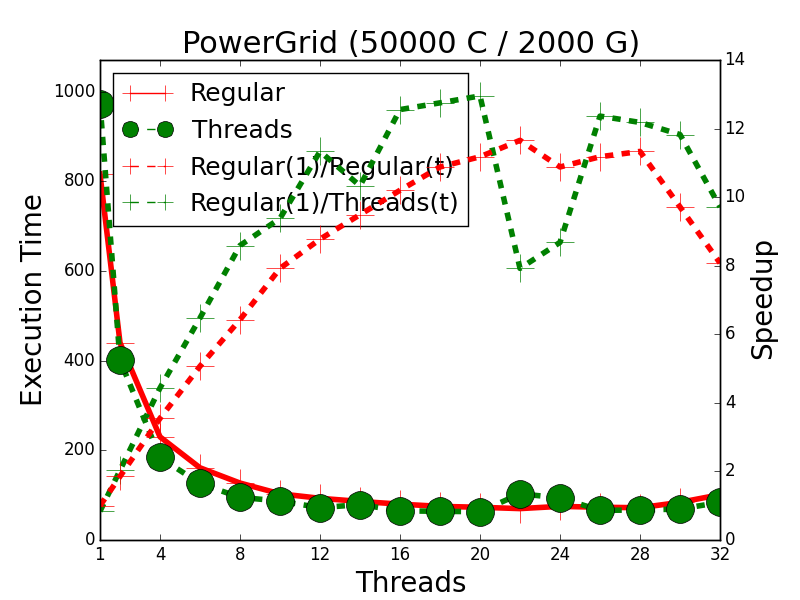 PowerGrid (50000 C / 2000 G)
Regular
Threads
Regular(1)/Regular(t)
Regular(1)/Threads(t)
Execution Time
1000
800
600
400
200
0
Speedup
14
12
10
8
6
4
2
0
1 4 8 12 16 20 24 28 32
Threads